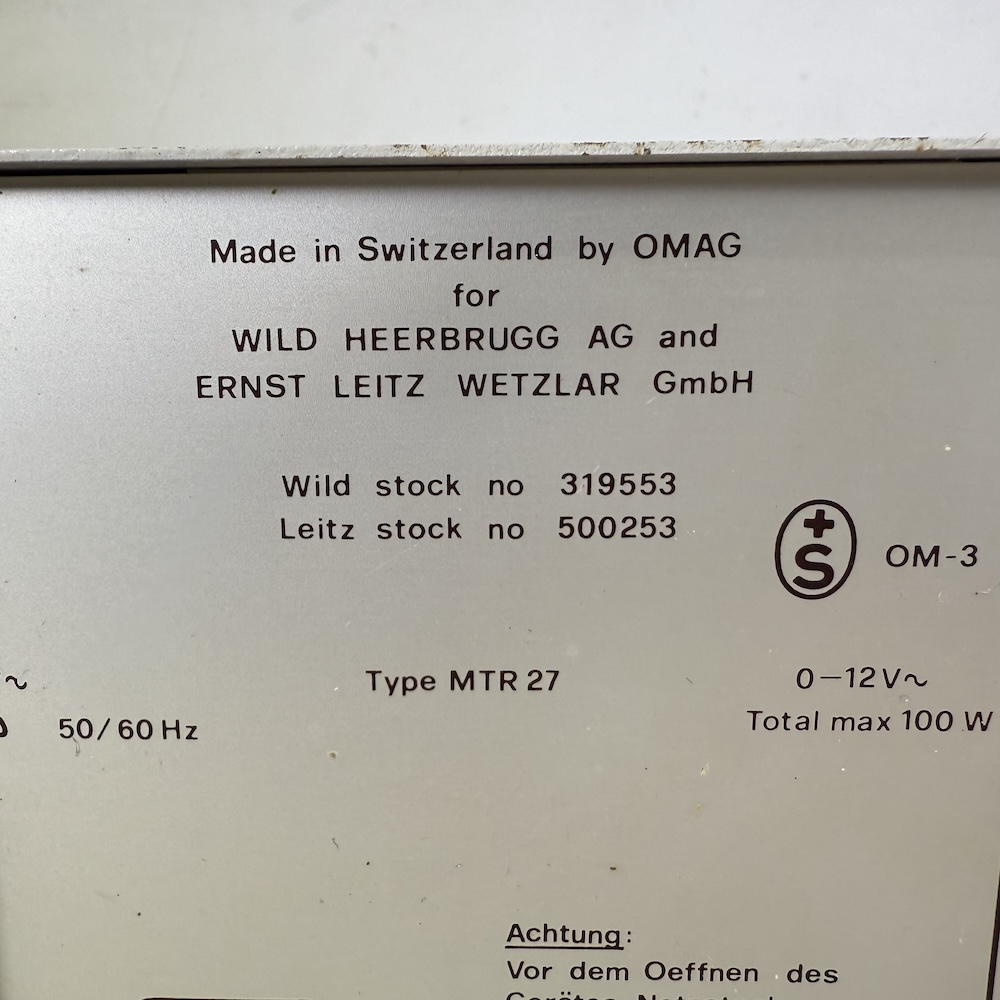 Made in Switzerland by OMAG
for
WILD HEERBRUGG AG and
ERNST LEITZ WETZLAR GmbH
Wild stock no 319553
Leitz stock no 500253
+S OM-3
~ Type MTR 27 0-12V~
50/60 Hz Total max 100 W
Achtung:
Vor dem Oeffnen des